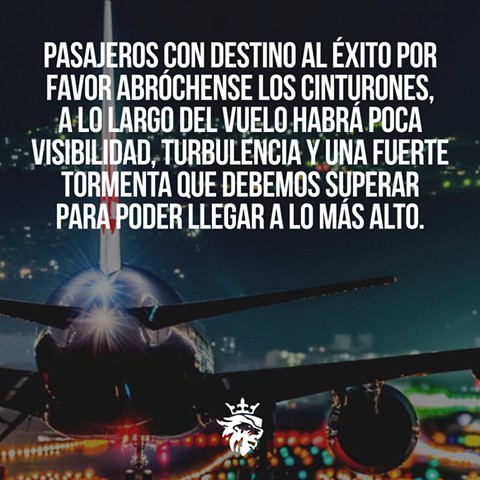 PASAJEROS CON DESTINO AL ÉXITO POR
FAVOR ABRÓCHENSE LOS CINTURONES,
A LO LARGO DEL VUELO HABRÁ POCA
VISIBILIDAD, TURBULENCIA Y UNA FUERTE
TORMENTA QUE DEBEMOS SUPERAR
PARA PODER LLEGAR A LO MÁS ALTO.